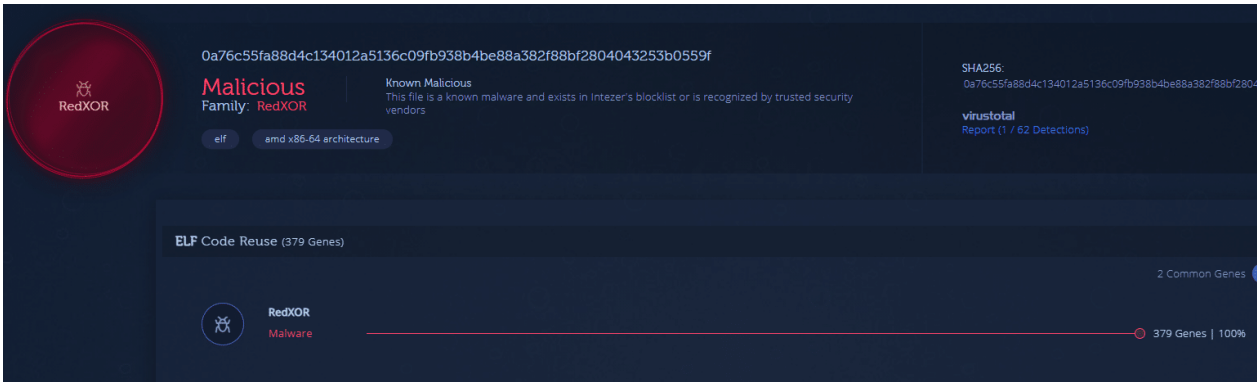 RedXOR
0a76c55fa88d4c134012a5136c09fb938b4be88a382f88bf2804043253b0559f
Malicious
Family: RedXOR
elf
amd x86-64 architecture
Known Malicious
This file is a known malware and exists in Intezer's blocklist or is recognized by trusted security
vendors
SHA256:
0a76c55fa88d4c134012a5136c09fb938b4be88a382f88bf2804
virustotal
Report (1 / 62 Detections)
ELF Code Reuse (379 Genes)
2 Common Genes
RedXOR
Malware
379 Genes | 100%